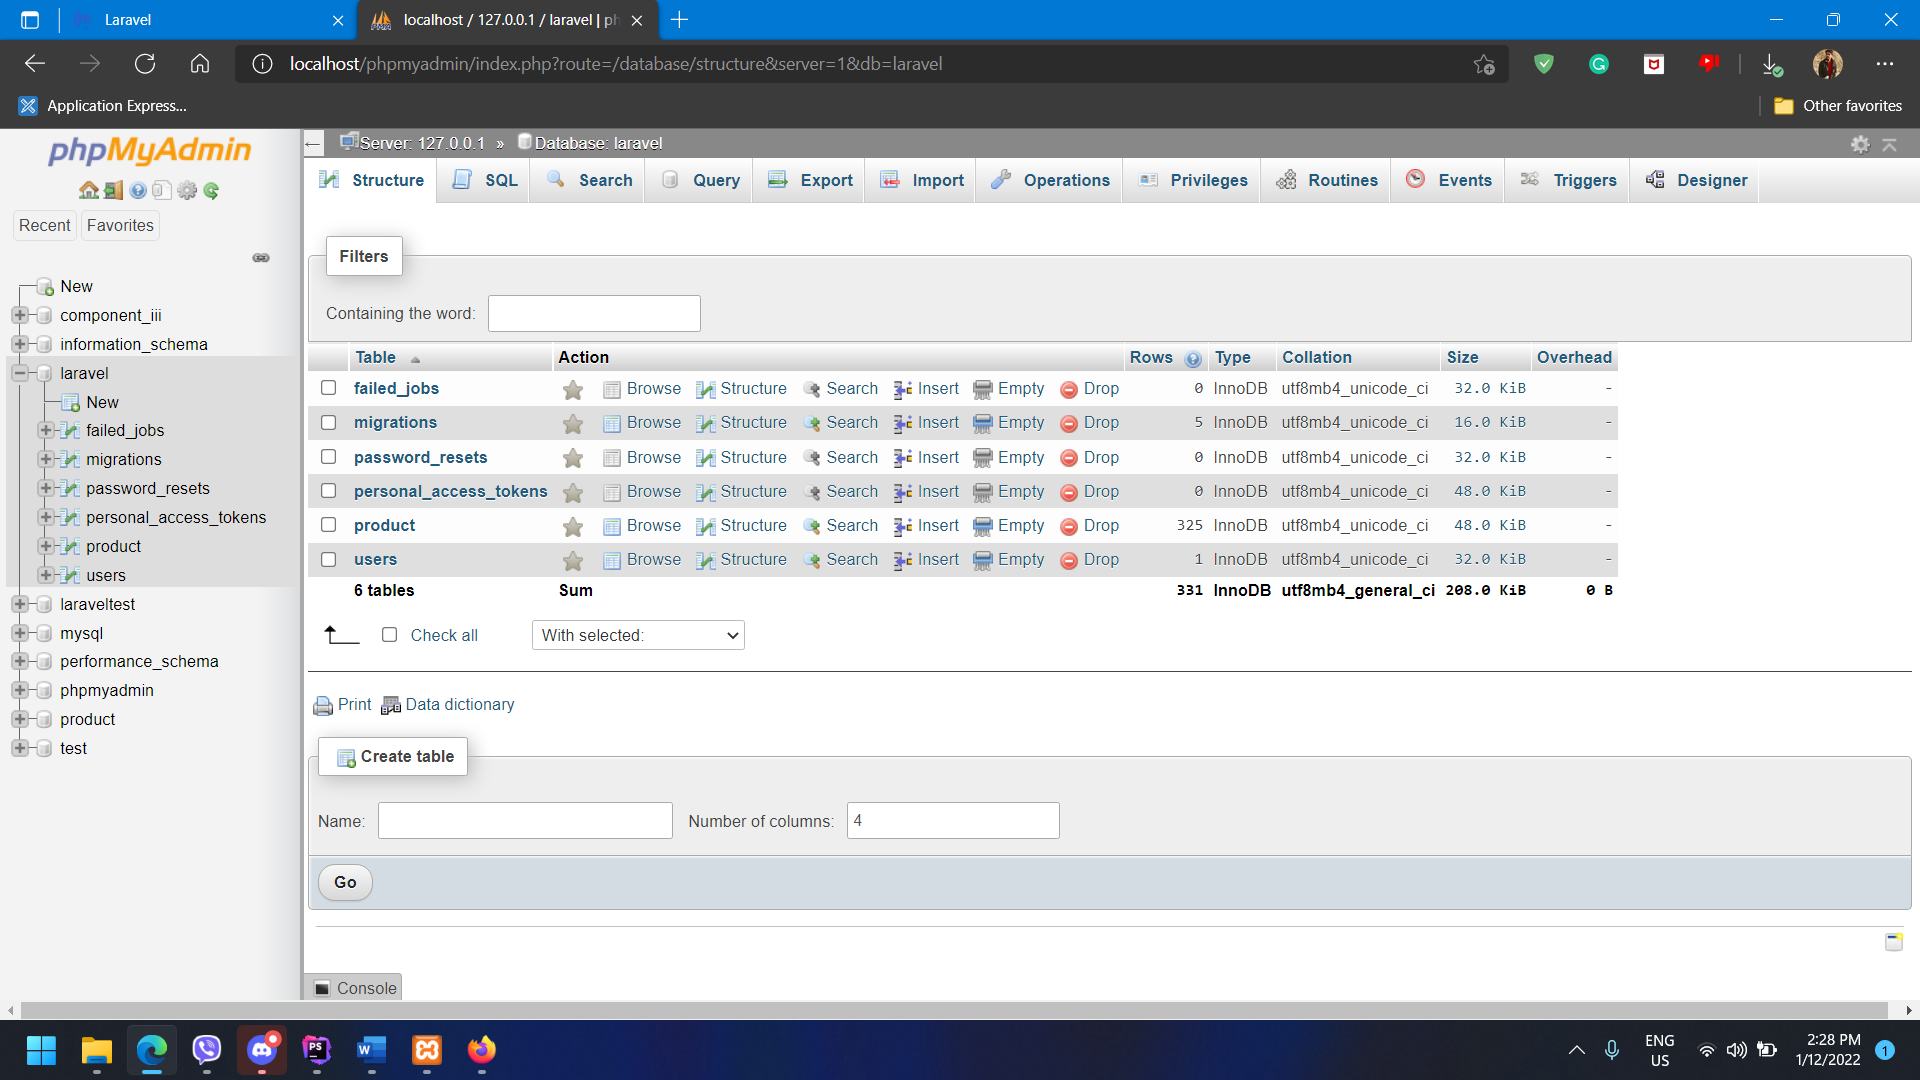 Laravel
localhost / 127.0.0.1 / laravel | ph
localhost/phpmyadmin/index.php?route=/database/structure&server=1&db=laravel
Application Express...
Other favorites
phpMyAdmin
Recent
Favorites
New
component_iii
information_schema
laravel
New
failed_jobs
migrations
password_resets
personal_access_tokens
product
users
laraveltest
mysql
performance_schema
phpmyadmin
product
test
Server: 127.0.0.1 » Database: laravel
Structure SQL Search Query Export Import Operations Privileges Routines Events Triggers Designer
Filters
Containing the word:
Table Action Rows Type Collation Size Overhead
failed_jobs Browse Structure Search Insert Empty Drop 0 InnoDB utf8mb4_unicode_ci 32.0 KiB -
migrations Browse Structure Search Insert Empty Drop 5 InnoDB utf8mb4_unicode_ci 16.0 KiB -
password_resets Browse Structure Search Insert Empty Drop 0 InnoDB utf8mb4_unicode_ci 32.0 KiB -
personal_access_tokens Browse Structure Search Insert Empty Drop 0 InnoDB utf8mb4_unicode_ci 48.0 KiB -
product Browse Structure Search Insert Empty Drop 325 InnoDB utf8mb4_unicode_ci 48.0 KiB -
users Browse Structure Search Insert Empty Drop 1 InnoDB utf8mb4_unicode_ci 32.0 KiB -
6 tables Sum 331 InnoDB utf8mb4_general_ci 208.0 KiB 0 B
Check all
With selected:
Print Data dictionary
Create table
Name:
Number of columns: 4
Go
Console
ENG
US
2:28 PM
1/12/2022
1